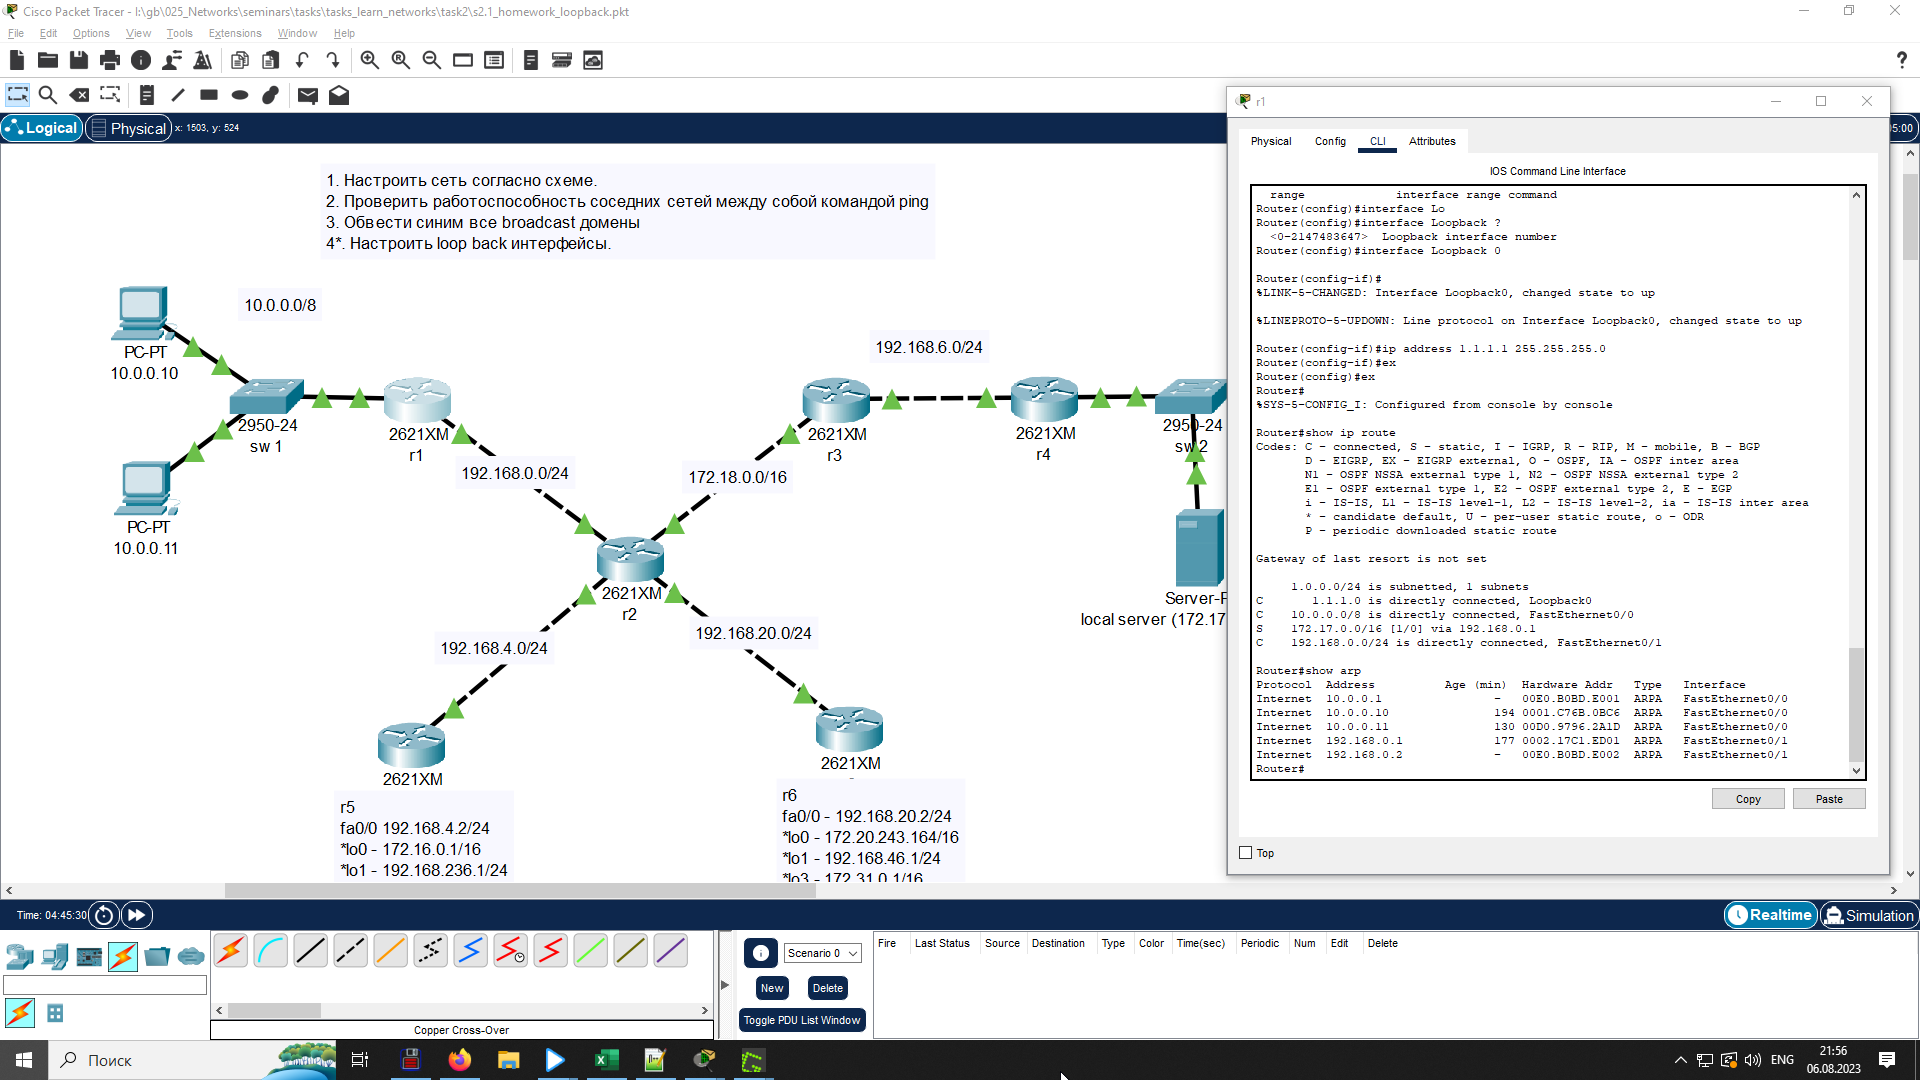 Cisco Packet Tracer - I:\gb\025_Networks\seminars\tasks\tasks_learn_networks\task2\s2.1_homework_loopback.pkt
File Edit Options View Tools Extensions Window Help
Logical Physical x: 1503, y: 524
1. Настроить сеть согласно схеме.
2. Проверить работоспособность соседних сетей между собой командой ping
3. Обвести синим все broadcast домены
4*. Настроить loop back интерфейсы.
10.0.0.0/8
PC-PT
10.0.0.10
2950-24
sw 1
PC-PT
10.0.0.11
2621XM
r1
192.168.0.0/24
192.168.6.0/24
2621XM
r3
172.18.0.0/16
2621XM
r4
2950-24
sw 2
2621XM
r2
Server-P
local server (172.17
192.168.4.0/24
192.168.20.0/24
2621XM
r5
fa0/0 192.168.4.2/24
*lo0 - 172.16.0.1/16
*lo1 - 192.168.236.1/24
2621XM
r6
fa0/0 - 192.168.20.2/24
*lo0 - 172.20.243.164/16
*lo1 - 192.168.46.1/24
*lo3 - 172.31.0.1/16
r1
05:00
Physical Config CLI Attributes
IOS Command Line Interface
range interface range command
Router(config)#interface Lo
Router(config)#interface Loopback ?
<0-2147483647> Loopback interface number
Router(config)#interface Loopback 0
Router(config-if)#
%LINK-5-CHANGED: Interface Loopback0, changed state to up
%LINEPROTO-5-UPDOWN: Line protocol on Interface Loopback0, changed state to up
Router(config-if)#ip address 1.1.1.1 255.255.255.0
Router(config-if)#ex
Router(config)#ex
Router#
%SYS-5-CONFIG_I: Configured from console by console
Router#show ip route
Codes: C - connected, S - static, I - IGRP, R - RIP, M - mobile, B - BGP
D - EIGRP, EX - EIGRP external, O - OSPF, IA - OSPF inter area
N1 - OSPF NSSA external type 1, N2 - OSPF NSSA external type 2
E1 - OSPF external type 1, E2 - OSPF external type 2, E - EGP
i - IS-IS, L1 - IS-IS level-1, L2 - IS-IS level-2, ia - IS-IS inter area
* - candidate default, U - per-user static route, o - ODR
P - periodic downloaded static route
Gateway of last resort is not set
1.0.0.0/24 is subnetted, 1 subnets
C 1.1.1.0 is directly connected, Loopback0
C 10.0.0.0/8 is directly connected, FastEthernet0/0
S 172.17.0.0/16 [1/0] via 192.168.0.1
C 192.168.0.0/24 is directly connected, FastEthernet0/1
Router#show arp
Protocol Address Age (min) Hardware Addr Type Interface
Internet 10.0.0.1 - 00E0.B0BD.E001 ARPA FastEthernet0/0
Internet 10.0.0.10 194 0001.C76B.0BC6 ARPA FastEthernet0/0
Internet 10.0.0.11 130 00D0.9796.2A1D ARPA FastEthernet0/0
Internet 192.168.0.1 177 0002.17C1.ED01 ARPA FastEthernet0/1
Internet 192.168.0.2 - 00E0.B0BD.E002 ARPA FastEthernet0/1
Router#
Copy Paste
Top
Time: 04:45:30
Realtime Simulation
Copper Cross-Over
Scenario 0
New Delete
Toggle PDU List Window
Fire Last Status Source Destination Type Color Time(sec) Periodic Num Edit Delete
Поиск
ENG
21:56
06.08.2023